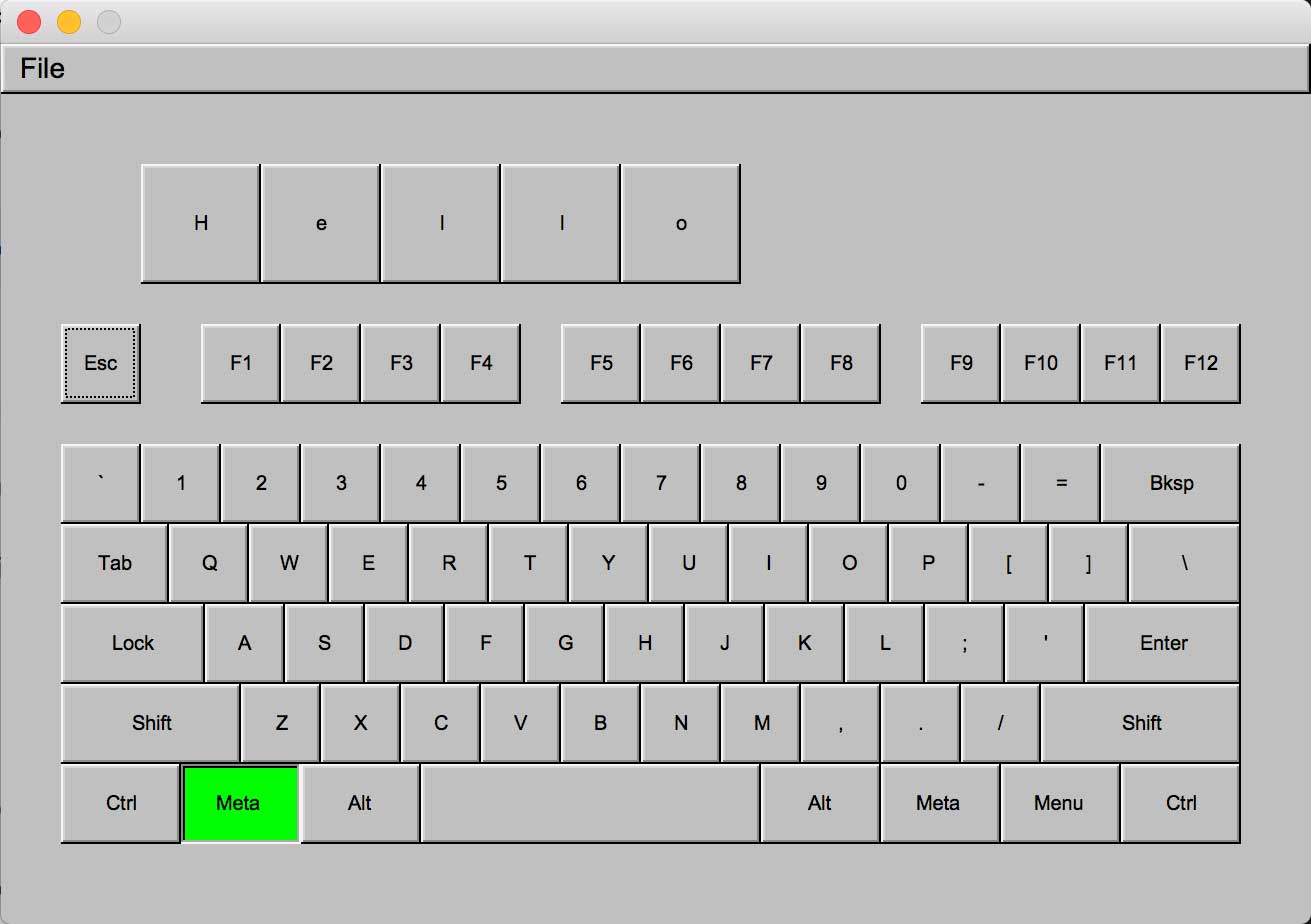 File
H e l l o
Esc F1 F2 F3 F4 F5 F6 F7 F8 F9 F10 F11 F12
` 1 2 3 4 5 6 7 8 9 0 - = Bksp
Tab Q W E R T Y U I O P [ ] \
Lock A S D F G H J K L ; ' Enter
Shift Z X C V B N M , . / Shift
Ctrl Meta Alt Alt Meta Menu Ctrl